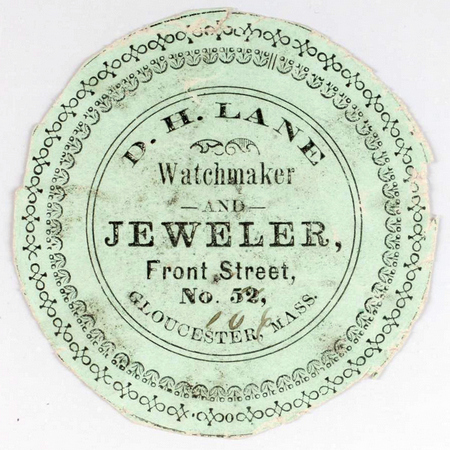 D. H. LANE
Watchmaker
—AND—
JEWELER,
Front Street,
No. 52,
GLOUCESTER, MASS.